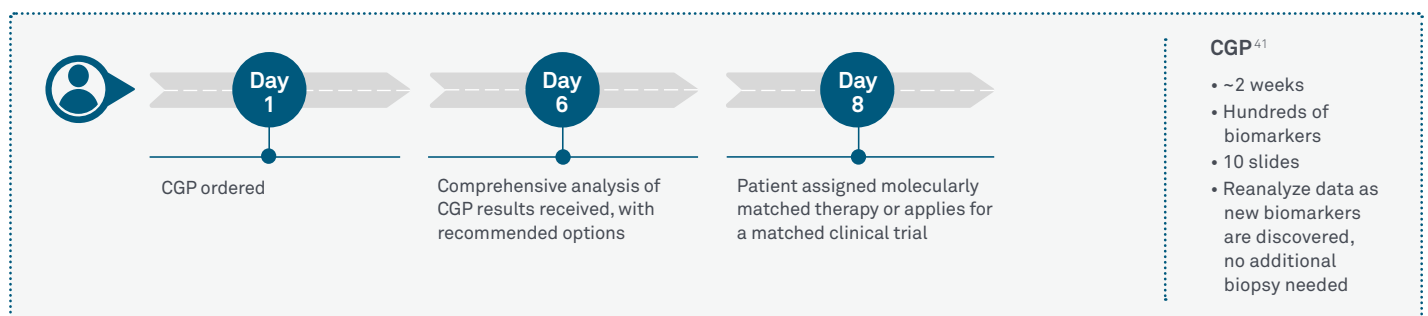 Day
1
CGP ordered
Day
6
Comprehensive analysis of
CGP results received, with
recommended options
Day
8
Patient assigned molecularly
matched therapy or applies for
a matched clinical trial
CGP41
• ~2 weeks
• Hundreds of
biomarkers
• 10 slides
• Reanalyze data as
new biomarkers
are discovered,
no additional
biopsy needed